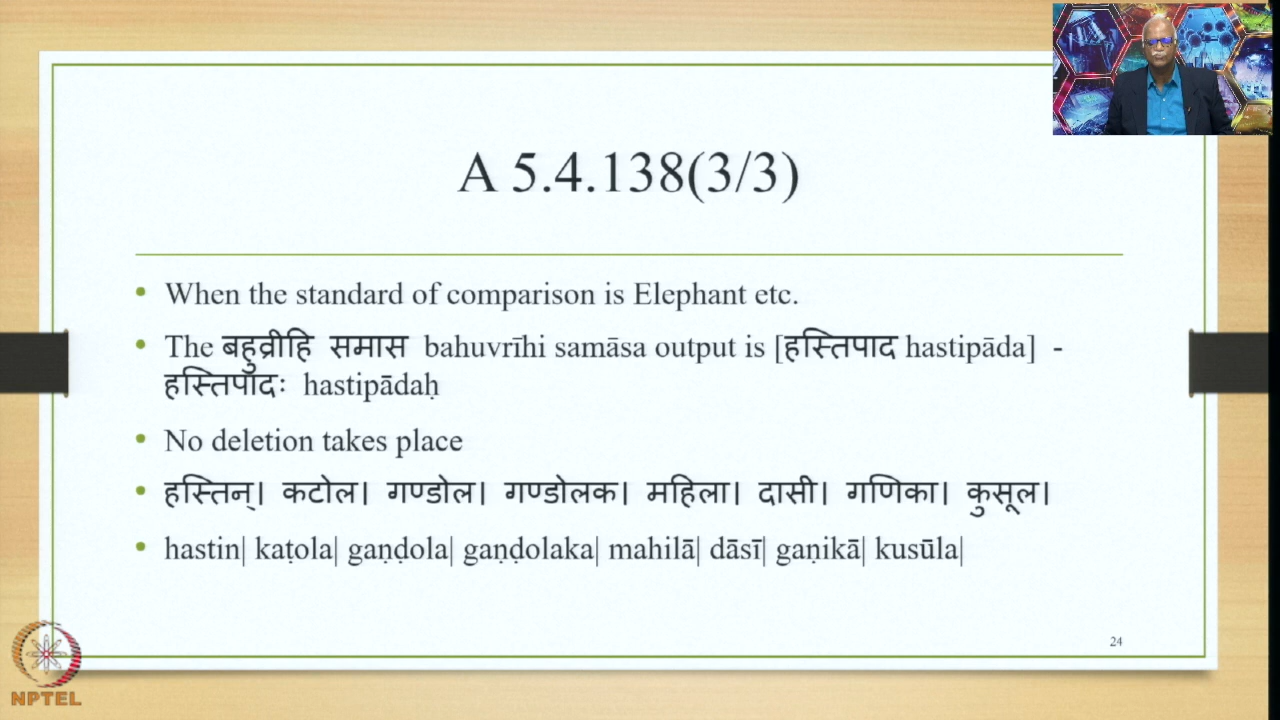 A 5.4.138(3/3)
• When the standard of comparison is Elephant etc.
• The बहुव्रीहि समास bahuvrīhi samāsa output is [हस्तिपाद hastipāda] -
हस्तिपादः hastipādaḥ
• No deletion takes place
• हस्तिन्। कटोल। गण्डोल। गण्डोलक। महिला। दासी। गणिका। कुसूल।
• hastin| kaṭola| gaṇḍola| gaṇḍolaka| mahilā| dāsī| gaṇikā| kusūla|
24
NPTEL